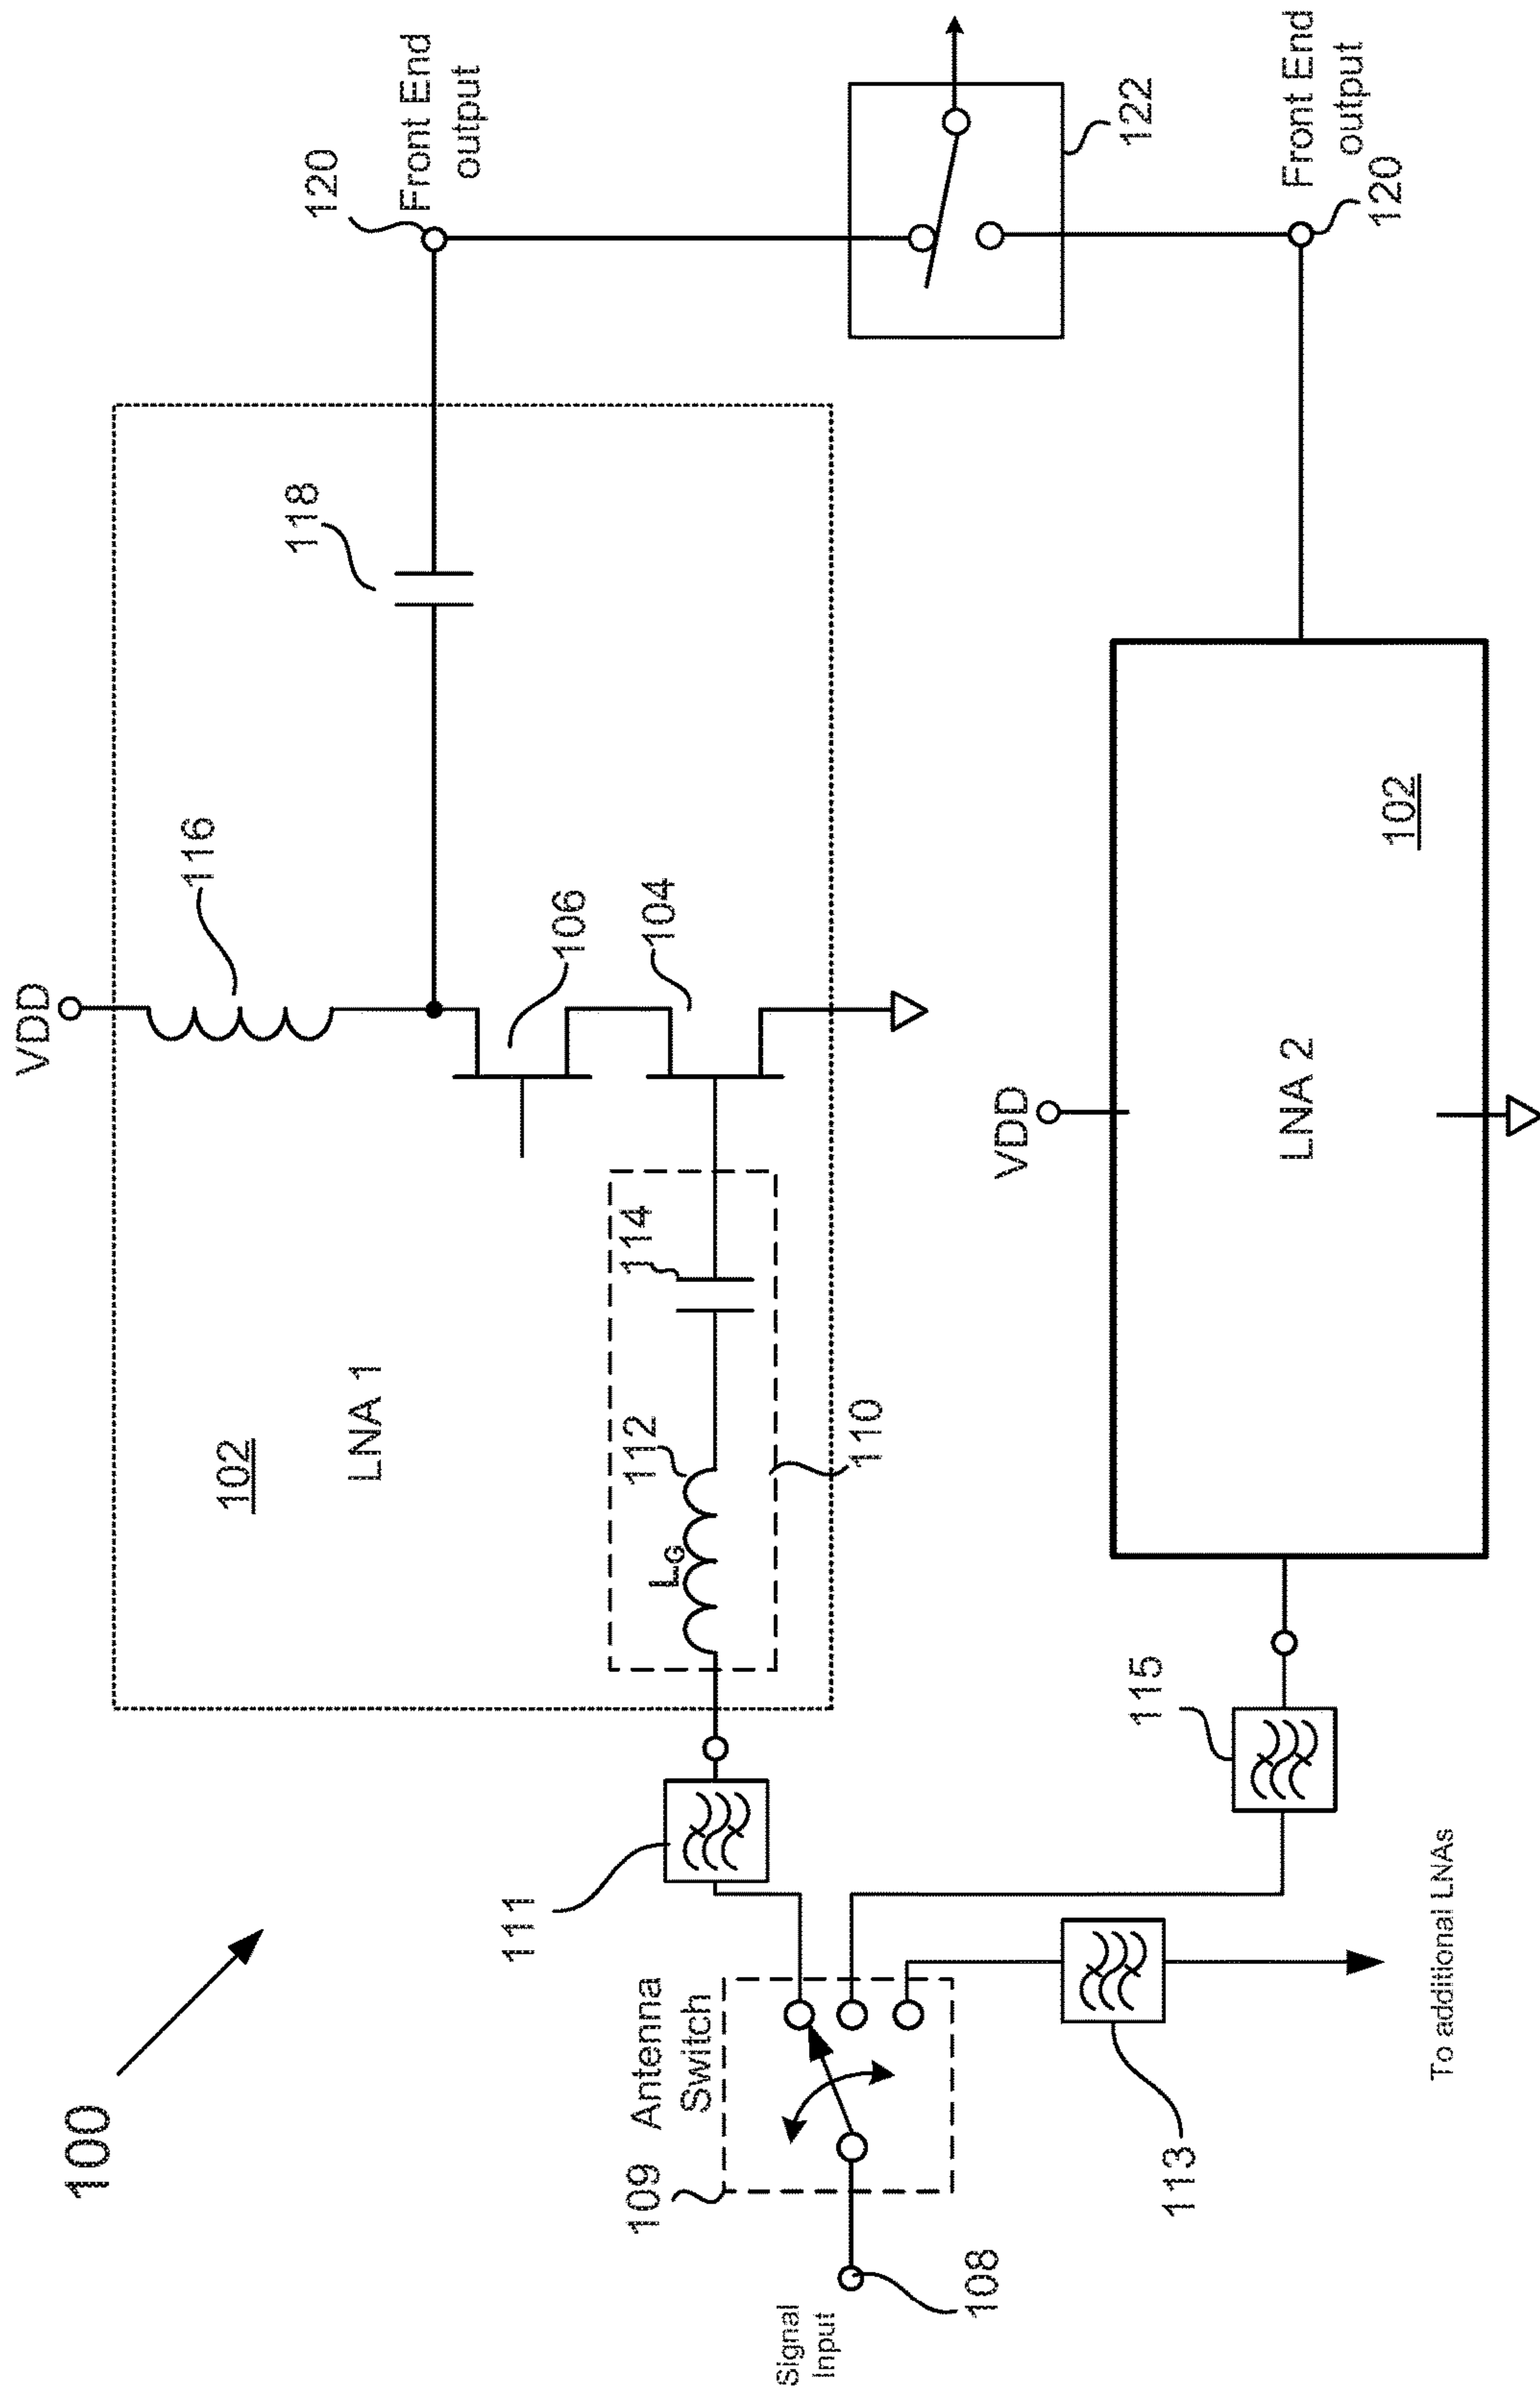 100
VDD
116
118
120
Front End
output
102
LNA 1
106
104
L_G
112
114
110
111
109
Antenna
Switch
Signal
Input
108
113
115
To additional LNAs
VDD
LNA 2
102
122
Front End
output
120